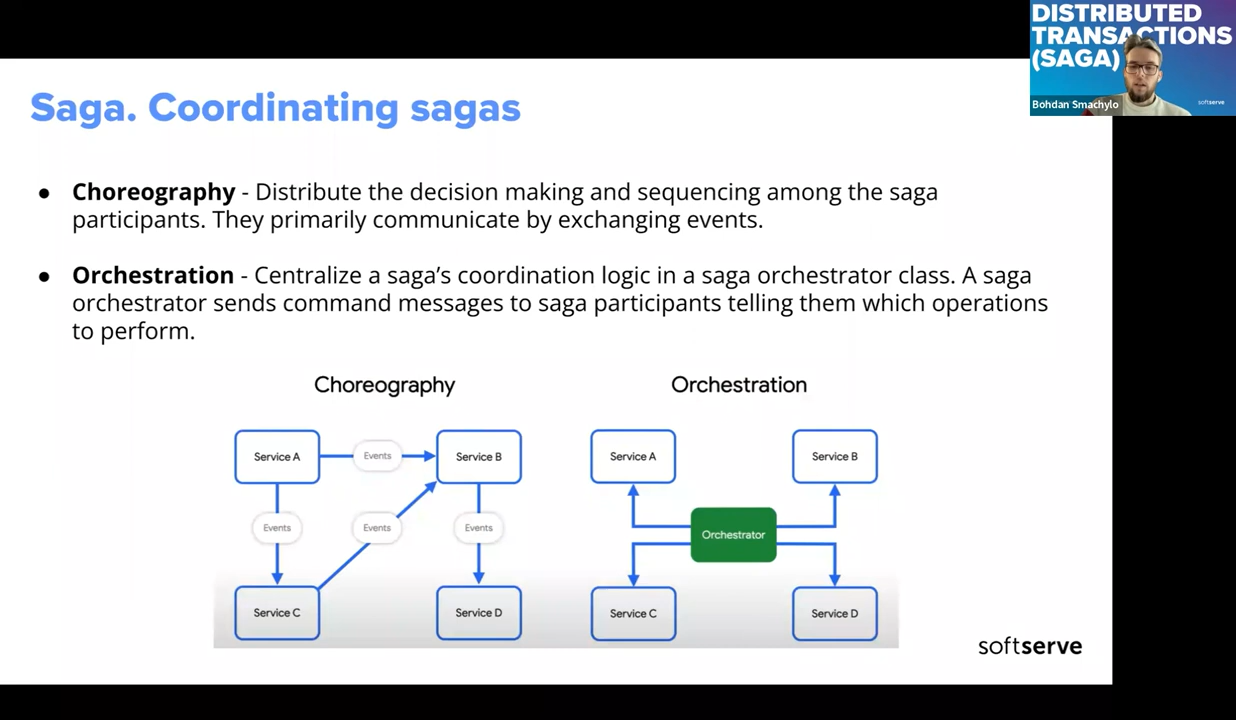 DISTRIBUTED
TRANSACTIONS
(SAGA)
Bohdan Smachylo
softserve
Saga. Coordinating sagas
● Choreography - Distribute the decision making and sequencing among the saga
participants. They primarily communicate by exchanging events.
● Orchestration - Centralize a saga’s coordination logic in a saga orchestrator class. A saga
orchestrator sends command messages to saga participants telling them which operations
to perform.
Choreography
Service A
Events
Service B
Events
Events
Events
Service C
Service D
Orchestration
Service A
Service B
Orchestrator
Service C
Service D
softserve